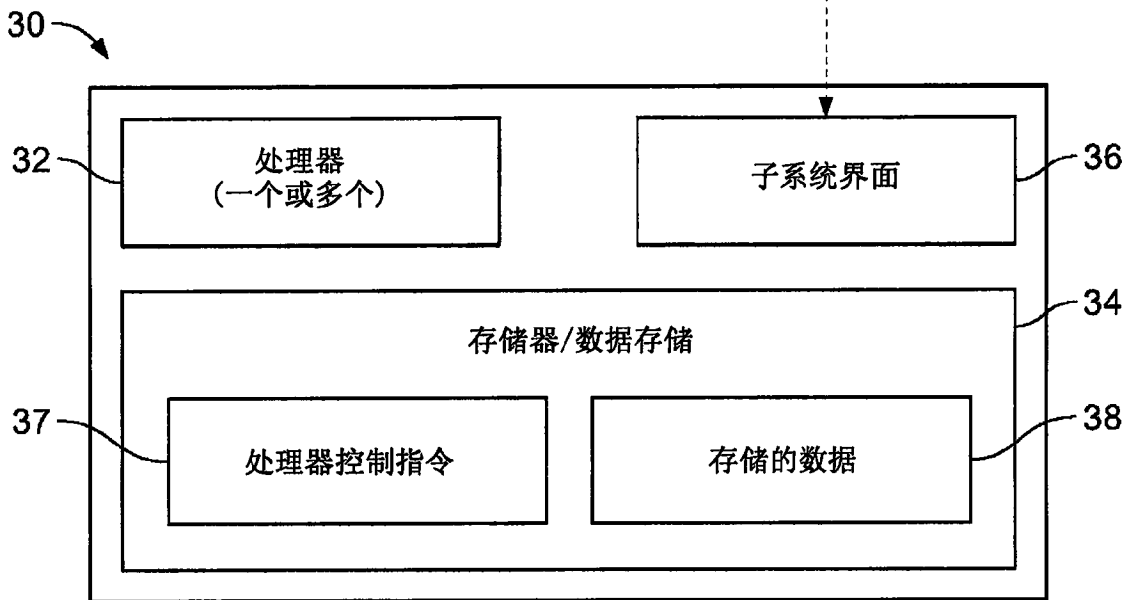 30
32
处理器
(一个或多个)
子系统界面
36
34
存储器/数据存储
37
处理器控制指令
存储的数据
38